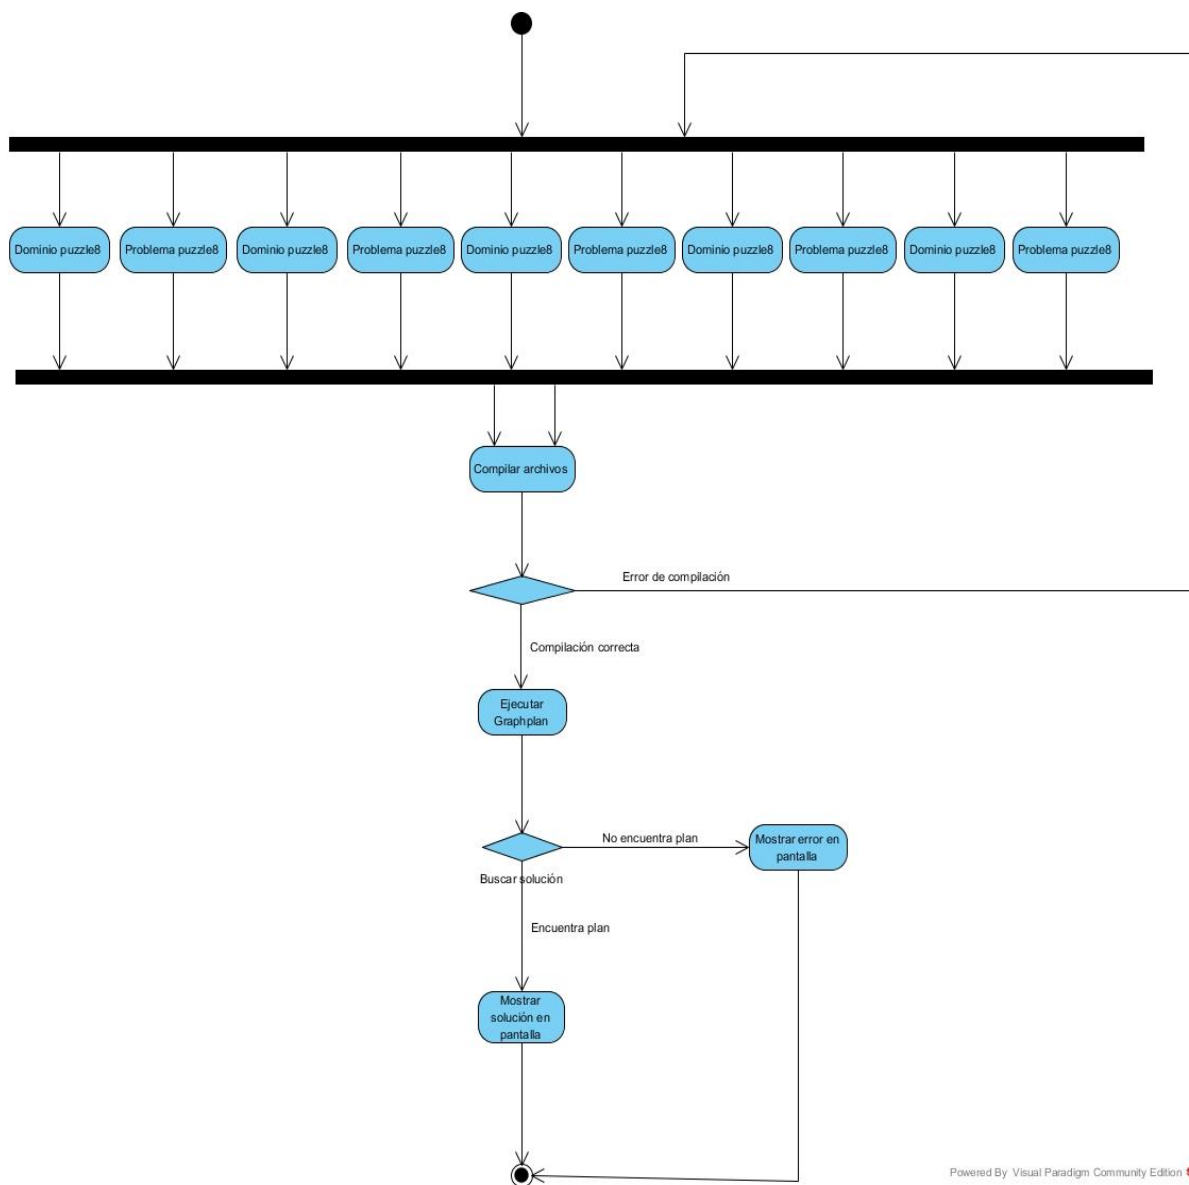 Dominio puzzle8
Problema puzzle8
Dominio puzzle8
Problema puzzle8
Dominio puzzle8
Problema puzzle8
Dominio puzzle8
Problema puzzle8
Dominio puzzle8
Problema puzzle8
Compilar archivos
Error de compilación
Compilación correcta
Ejecutar
Graphplan
No encuentra plan
Mostrar error en
pantalla
Buscar solución
Encuentra plan
Mostrar
solución en
pantalla
Powered By Visual Paradigm Community Edition